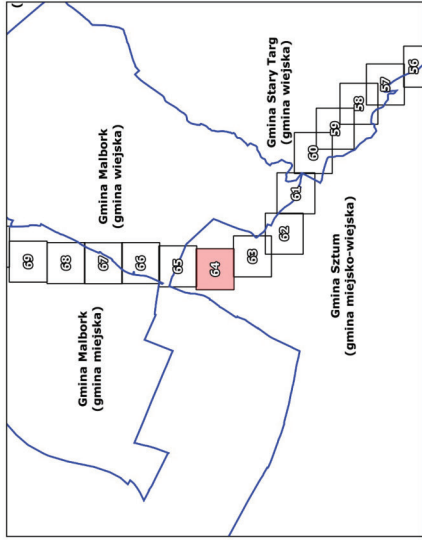 (
69
Gmina Malbork
(gmina wiejska)
68
67
66
65
Gmina Malbork
(gmina miejska)
64
63
62
61
Gmina Stary Targ
(gmina wiejska)
60
59
58
57
56
Gmina Sztum
(gmina miejsko-wiejska)